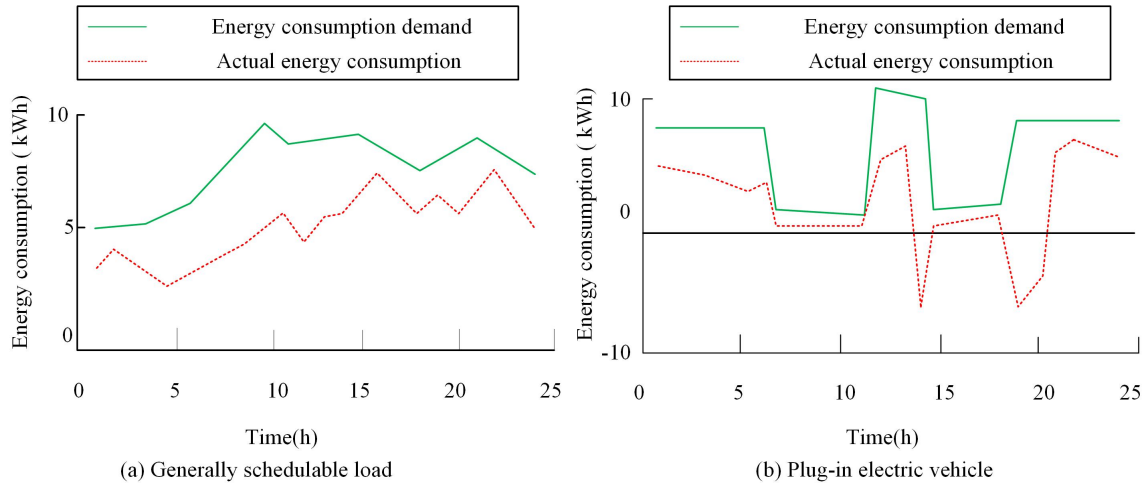 Energy consumption demand
Actual energy consumption
Energy consumption ( kWh)
10
5
0
0 5 10 15 20 25
Time(h)
(a) Generally schedulable load
Energy consumption demand
Actual energy consumption
Energy consumption ( kWh)
10
0
-10
0 5 10 15 20 25
Time(h)
(b) Plug-in electric vehicle